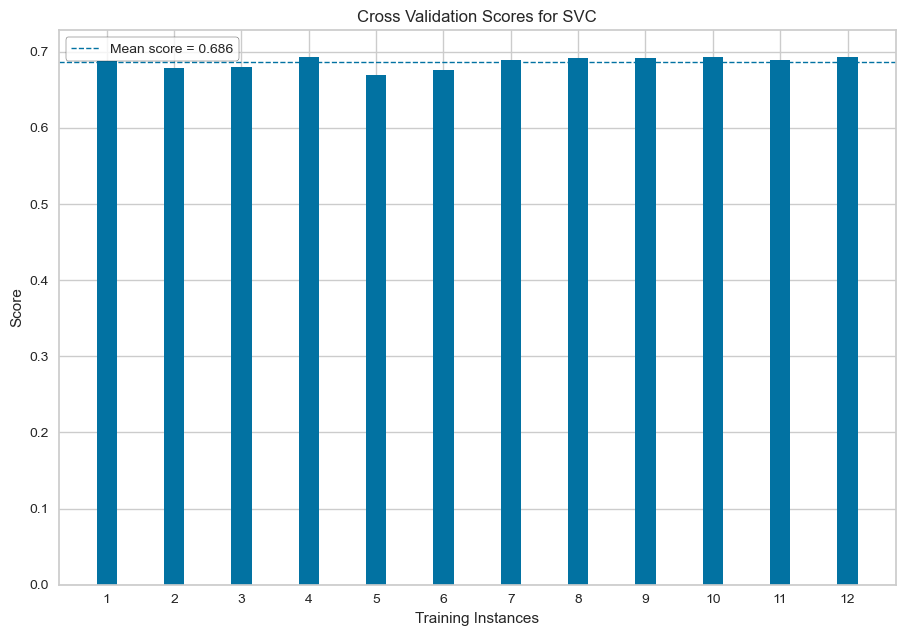 Cross Validation Scores for SVC
Mean score = 0.686
0.7
0.6
0.5
0.4
0.3
0.2
0.1
0.0
Score
1 2 3 4 5 6 7 8 9 10 11 12
Training Instances